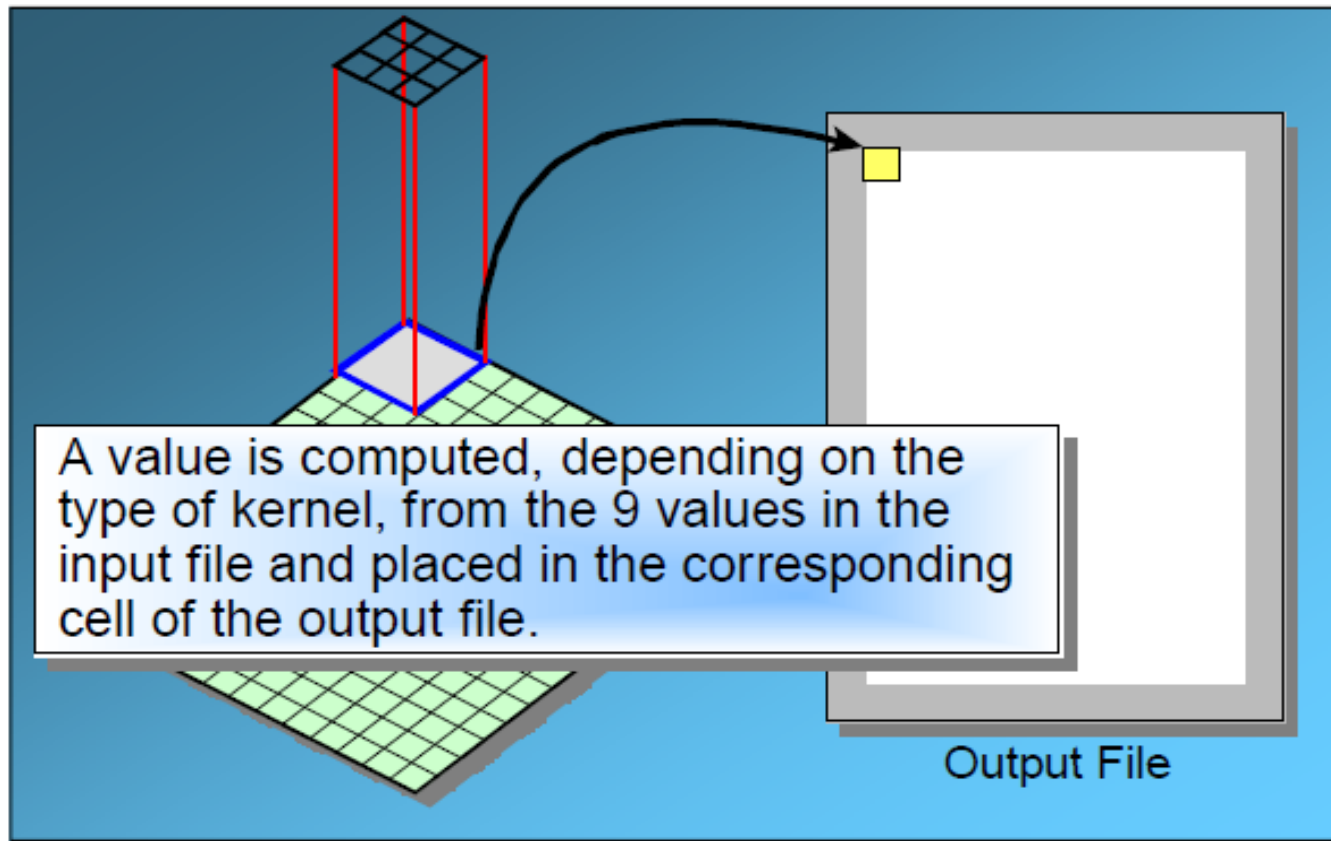 A value is computed, depending on the
type of kernel, from the 9 values in the
input file and placed in the corresponding
cell of the output file.
Output File